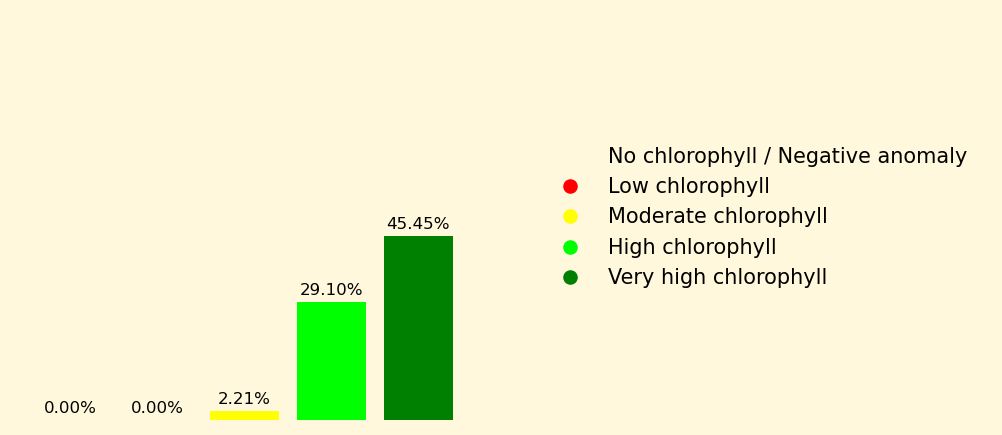 0.00%
0.00%
2.21%
29.10%
45.45%
No chlorophyll / Negative anomaly
Low chlorophyll
Moderate chlorophyll
High chlorophyll
Very high chlorophyll